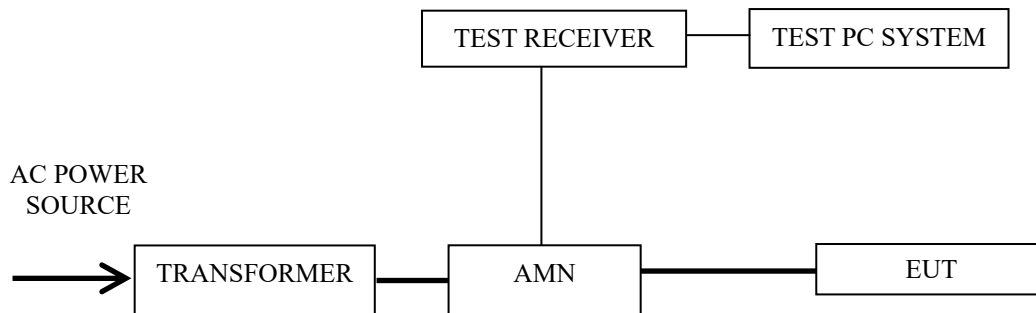 TEST RECEIVER
TEST PC SYSTEM
AC POWER
SOURCE
TRANSFORMER
AMN
EUT